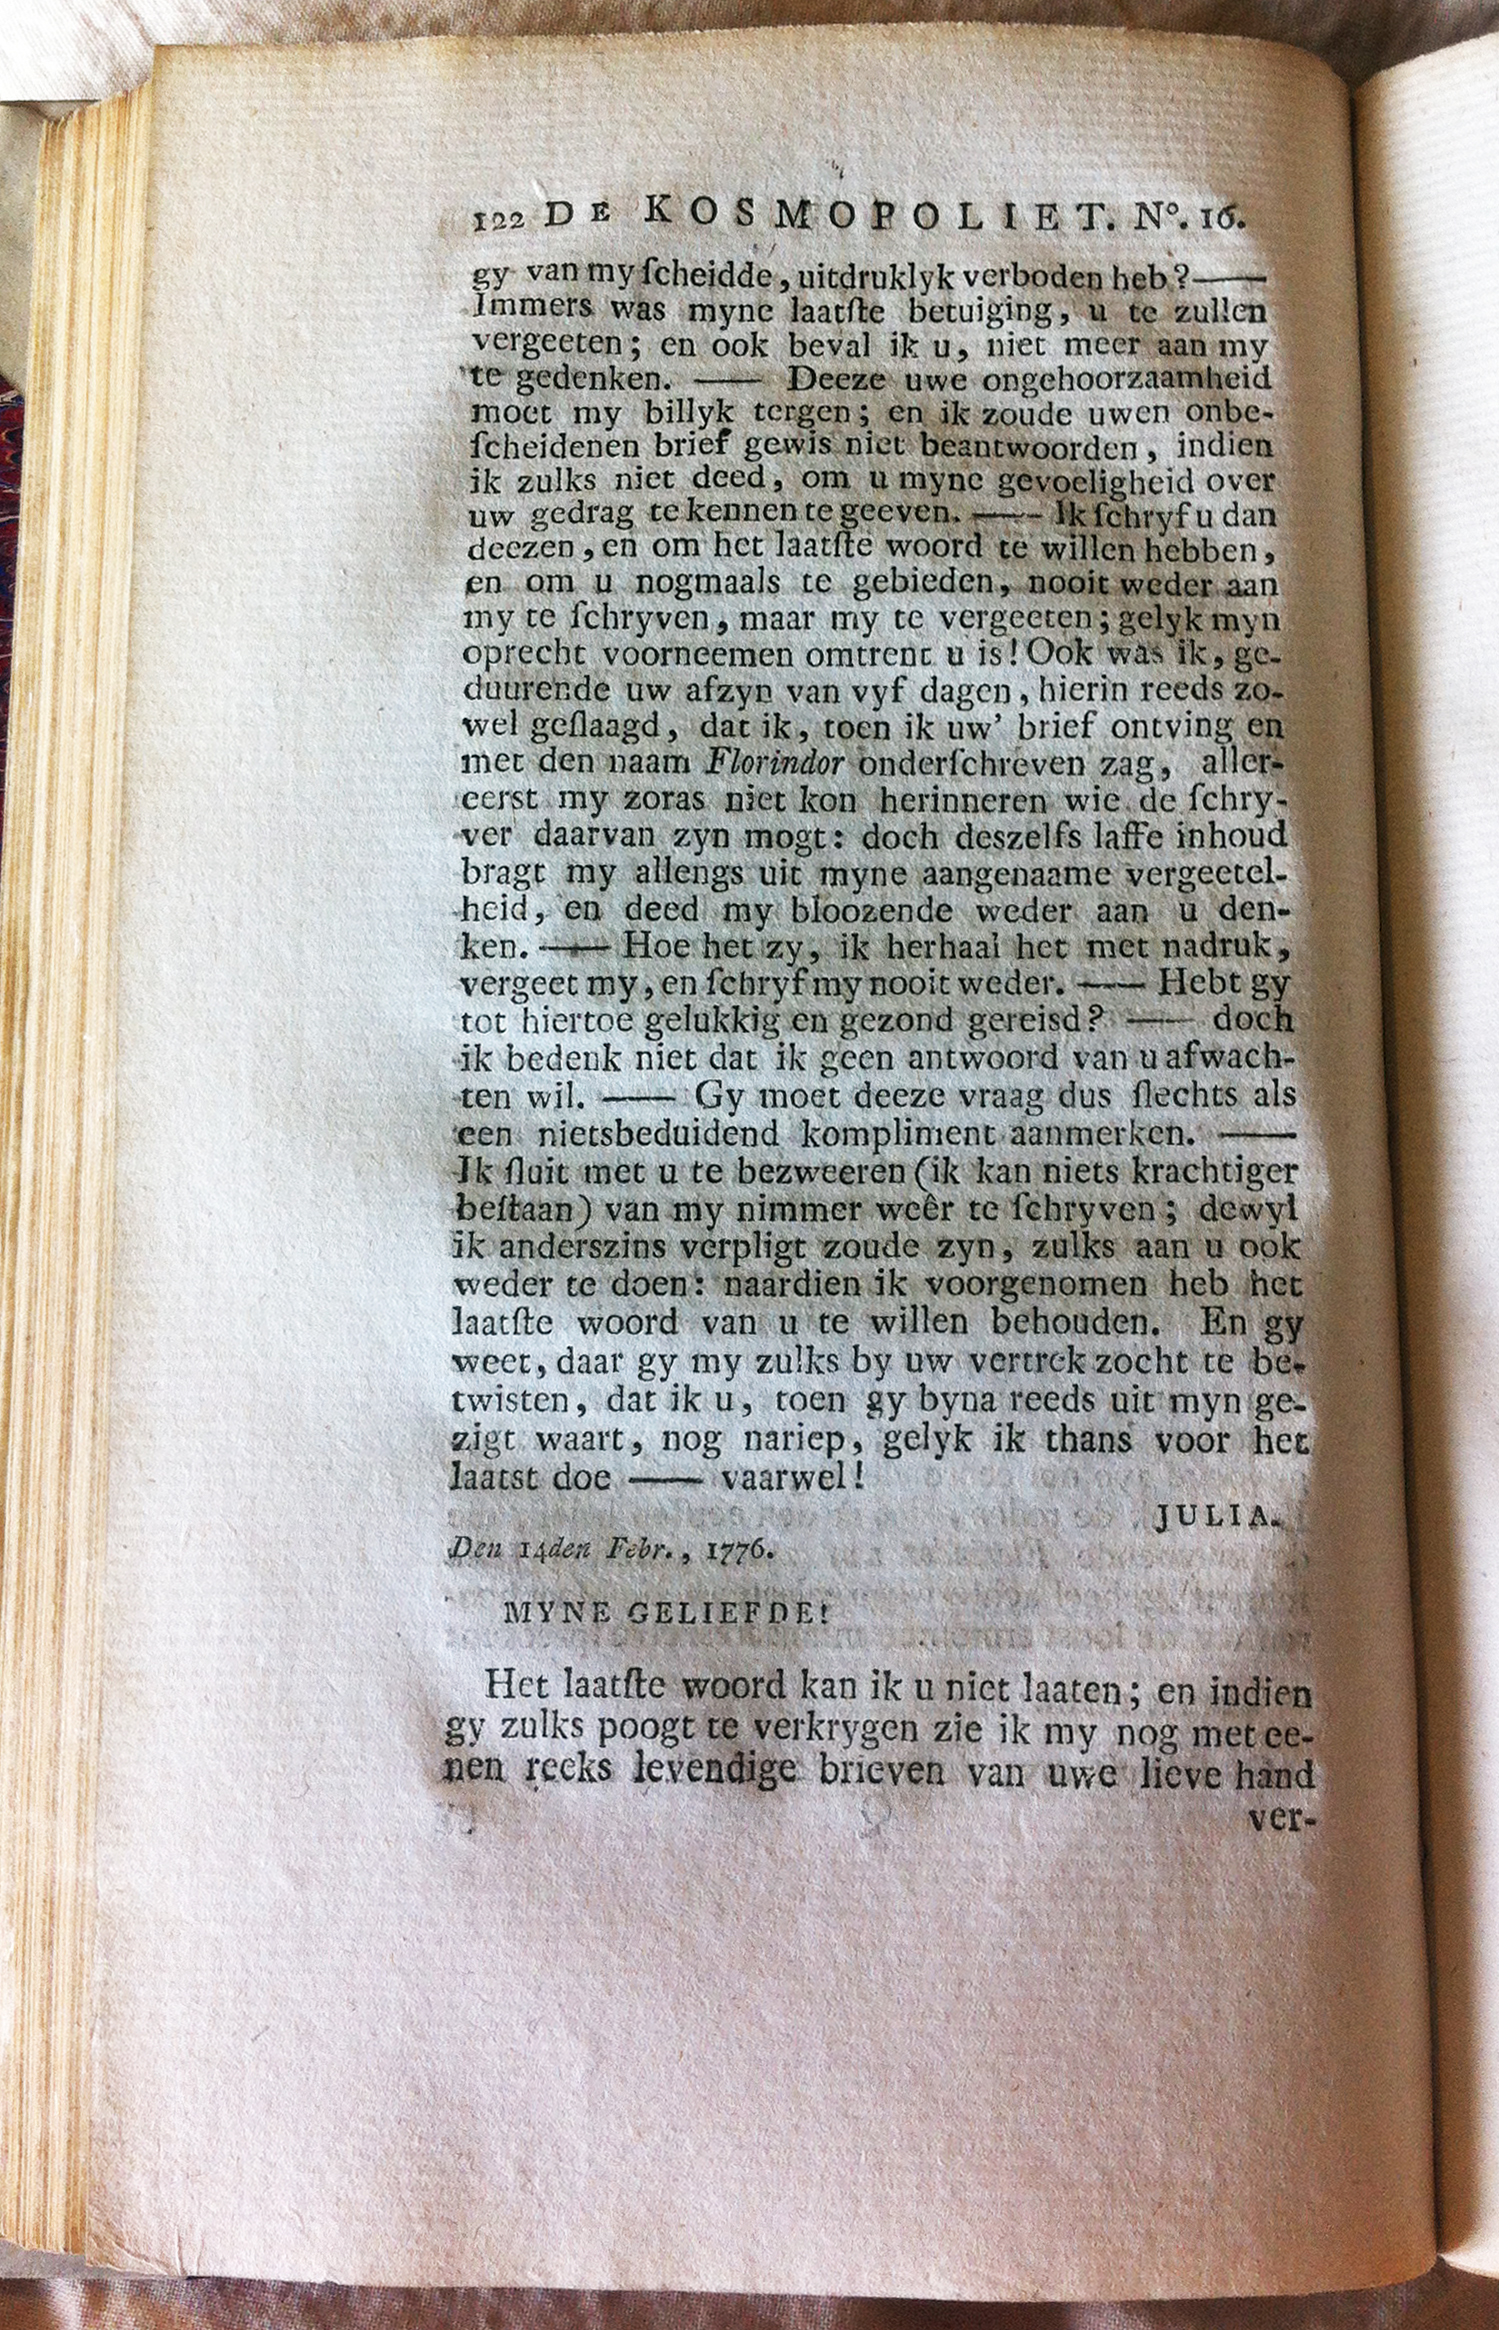 122 DE KOSMOPOLIET. Nº. 16.
gy van my ſcheidde, uitdruklyk verboden heb? ——
Immers was myne laatſte betuiging, u te zullen
vergeeten; en ook beval ik u, niet meer aan my
te gedenken. —— Deeze uwe ongehoorzaamheid
moet my billyk tergen; en ik zoude uwen onbe-
ſcheidenen brief gewis niet beantwoorden, indien
ik zulks niet deed, om u myne gevoeligheid over
uw gedrag te kennen te geeven. —— Ik ſchryf u dan
deezen, en om het laatſte woord te willen hebben,
en om u nogmaals te gebieden, nooit weder aan
my te ſchryven, maar my te vergeeten; gelyk myn
oprecht voorneemen omtrent u is! Ook was ik, ge-
duurende uw afzyn van vyf dagen, hierin reeds zo-
wel geſlaagd, dat ik, toen ik uw' brief ontving en
met den naam Florindor onderſchreven zag, aller-
eerst my zoras niet kon herinneren wie de ſchry-
ver daarvan zyn mogt: doch deszelfs laffe inhoud
bragt my allengs uit myne aangenaame vergeetel-
heid, en deed my bloozende weder aan u den-
ken. —— Hoe het zy, ik herhaal het met nadruk,
vergeet my, en ſchryf my nooit weder. —— Hebt gy
tot hiertoe gelukkig en gezond gereisd? —— doch
ik bedenk niet dat ik geen antwoord van u afwach-
ten wil. —— Gy moet deeze vraag dus ſlechts als
een nietsbeduidend kompliment aanmerken. ——
Ik ſluit met u te bezweeren (ik kan niets krachtiger
beſtaan) van my nimmer weêr te ſchryven; dewyl
ik anderszins verpligt zoude zyn, zulks aan u ook
weder te doen: naardien ik voorgenomen heb het
laatſte woord van u te willen behouden. En gy
weet, daar gy my zulks by uw vertrek zocht te be-
twisten, dat ik u, toen gy byna reeds uit myn ge-
zigt waart, nog nariep, gelyk ik thans voor het
laatst doe —— vaarwel!
JULIA.
Den 14den Febr., 1776.
MYNE GELIEFDE!
Het laatſte woord kan ik u niet laaten; en indien
gy zulks poogt te verkrygen zie ik my nog met ee-
nen reeks levendige brieven van uwe lieve hand
ver-